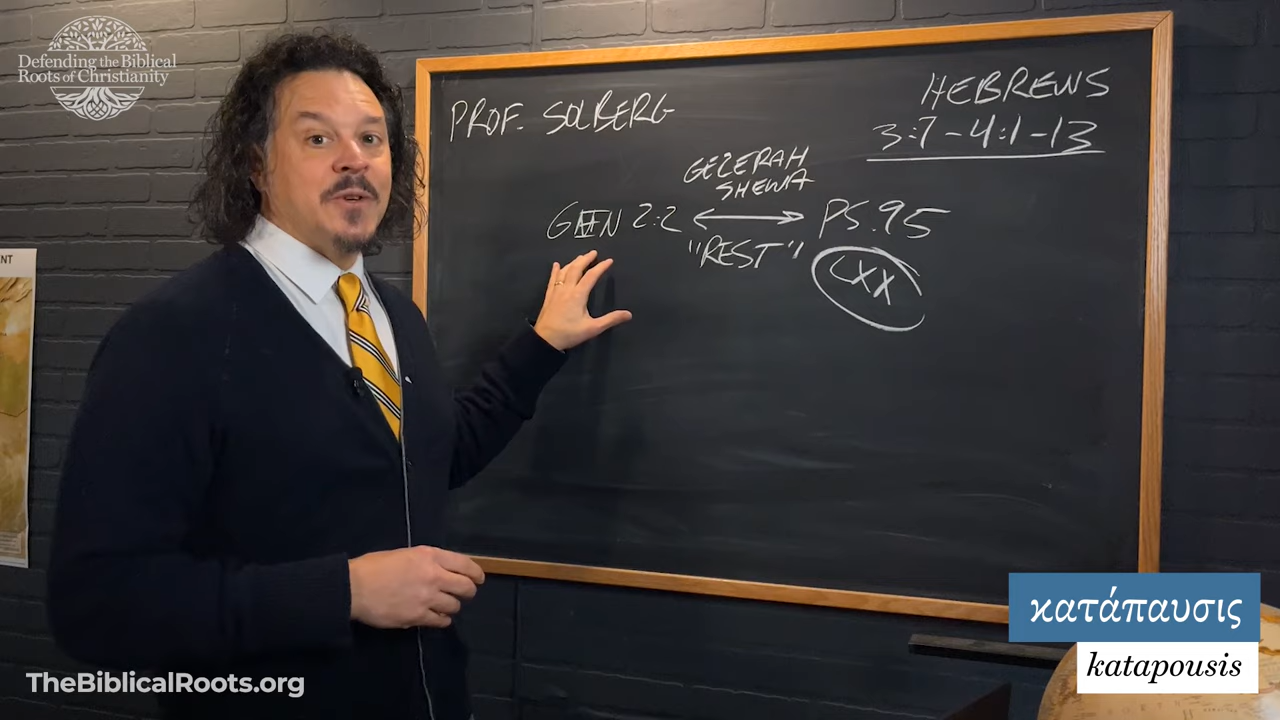 Defending the Biblical
Roots of Christianity
NT
PROF. SOLBERG
HEBREWS
3:7-4:1-13
GEZERAH
SHEWA
GEN 2:2 ↔ PS. 95
"REST"
LXX
κατάπαυσις
katapousis
TheBiblicalRoots.org